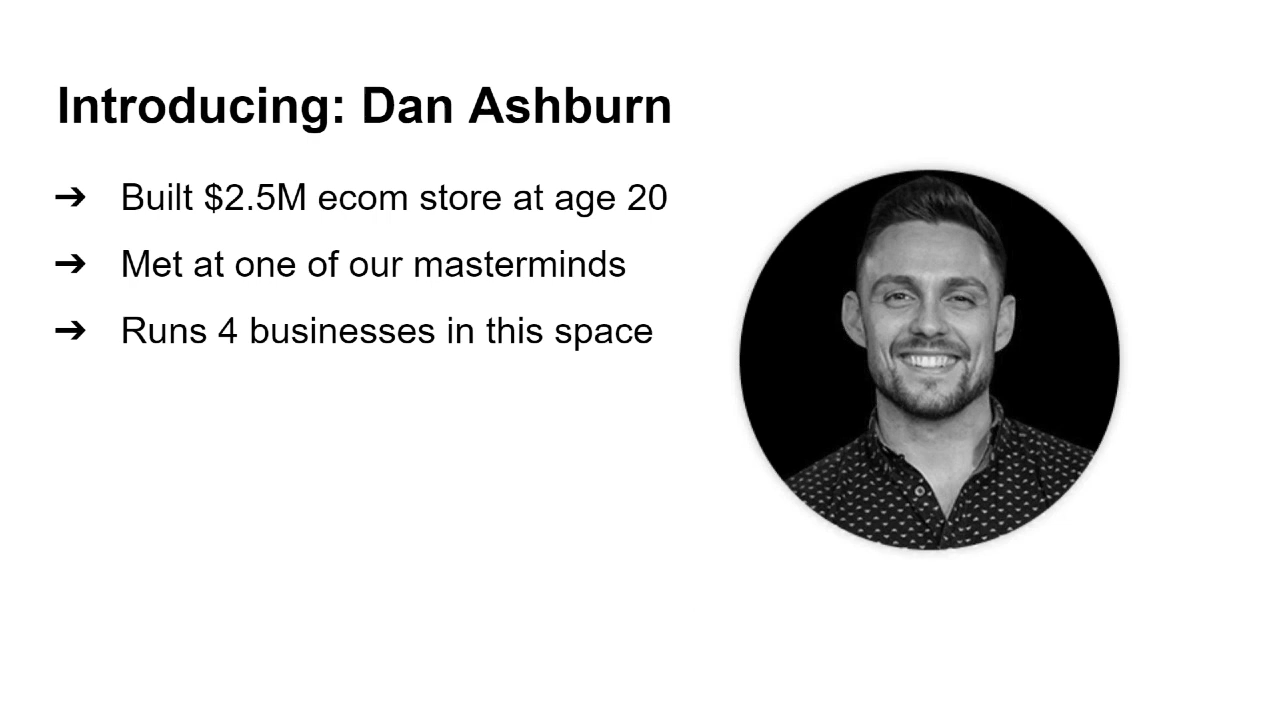 Introducing: Dan Ashburn
➔ Built $2.5M ecom store at age 20
➔ Met at one of our masterminds
➔ Runs 4 businesses in this space